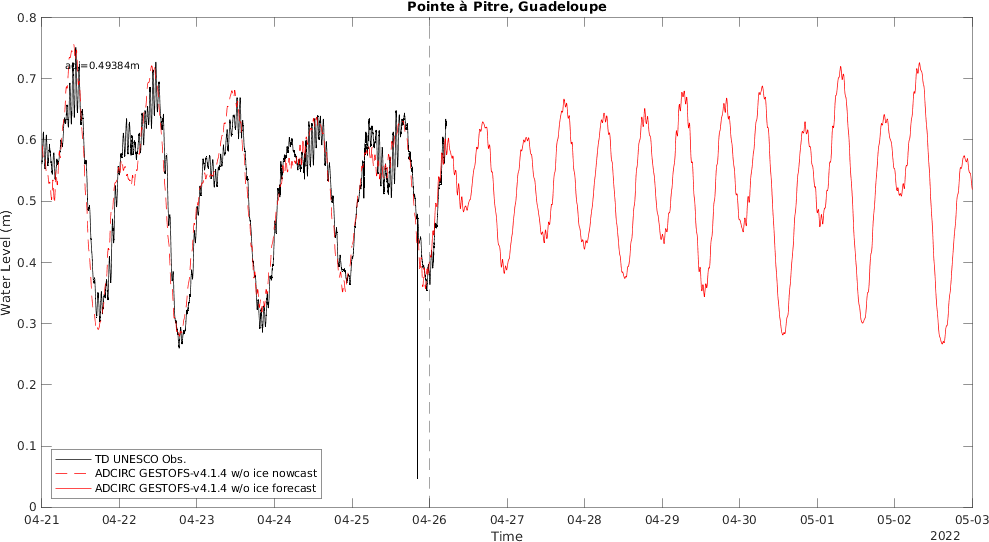 Pointe à Pitre, Guadeloupe
0.8
0.7
0.6
0.5
0.4
0.3
0.2
0.1
0
Water Level (m)
=0.49384m
TD UNESCO Obs.
ADCIRC GESTOFS-v4.1.4 w/o ice nowcast
ADCIRC GESTOFS-v4.1.4 w/o ice forecast
04-21 04-22 04-23 04-24 04-25 04-26 04-27 04-28 04-29 04-30 05-01 05-02 05-03
Time
2022